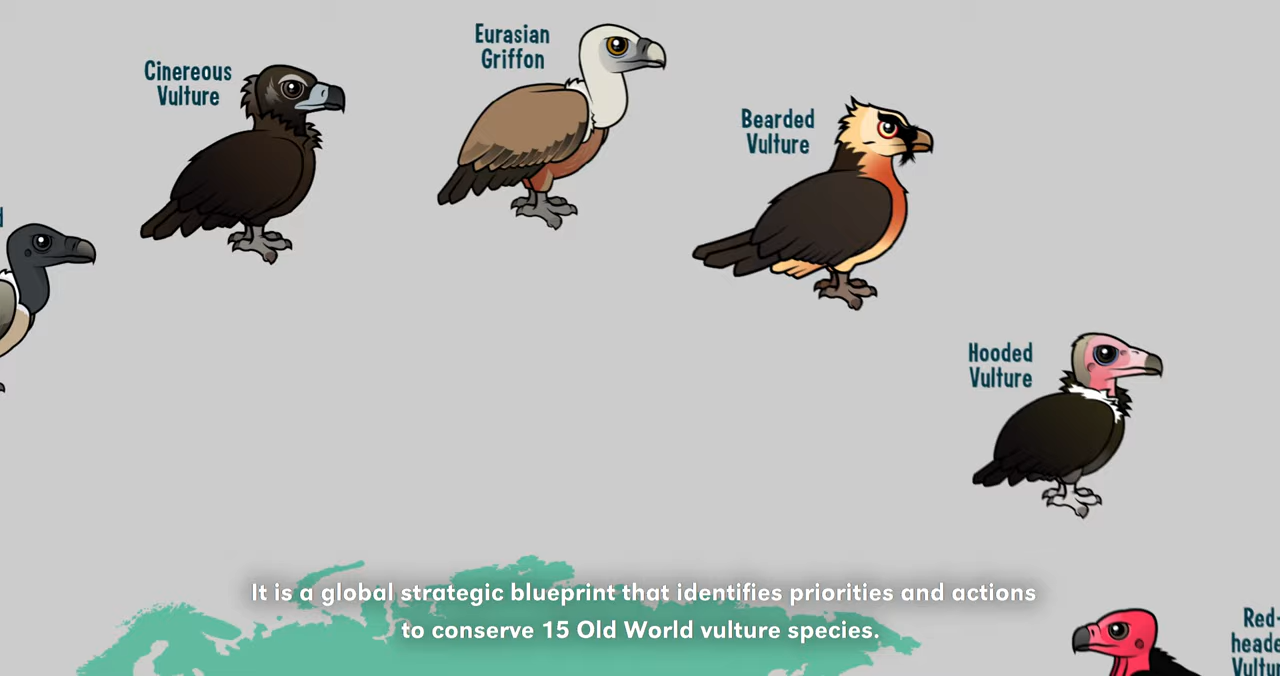 Eurasian
Griffon
Cinereous
Vulture
Bearded
Vulture
Hooded
Vulture
It is a global strategic blueprint that identifies priorities and actions
to conserve 15 Old World vulture species.
Red-